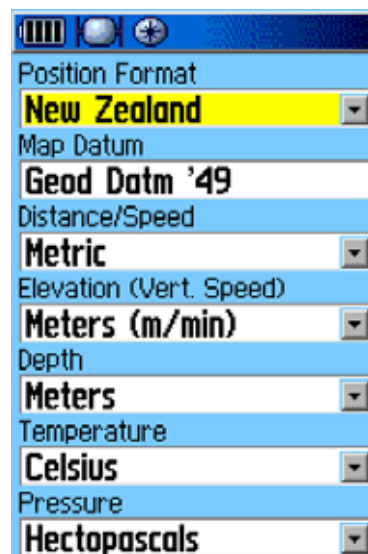 Position Format
New Zealand
Map Datum
Geod Datm '49
Distance/Speed
Metric
Elevation (Vert. Speed)
Meters (m/min)
Depth
Meters
Temperature
Celsius
Pressure
Hectopascals